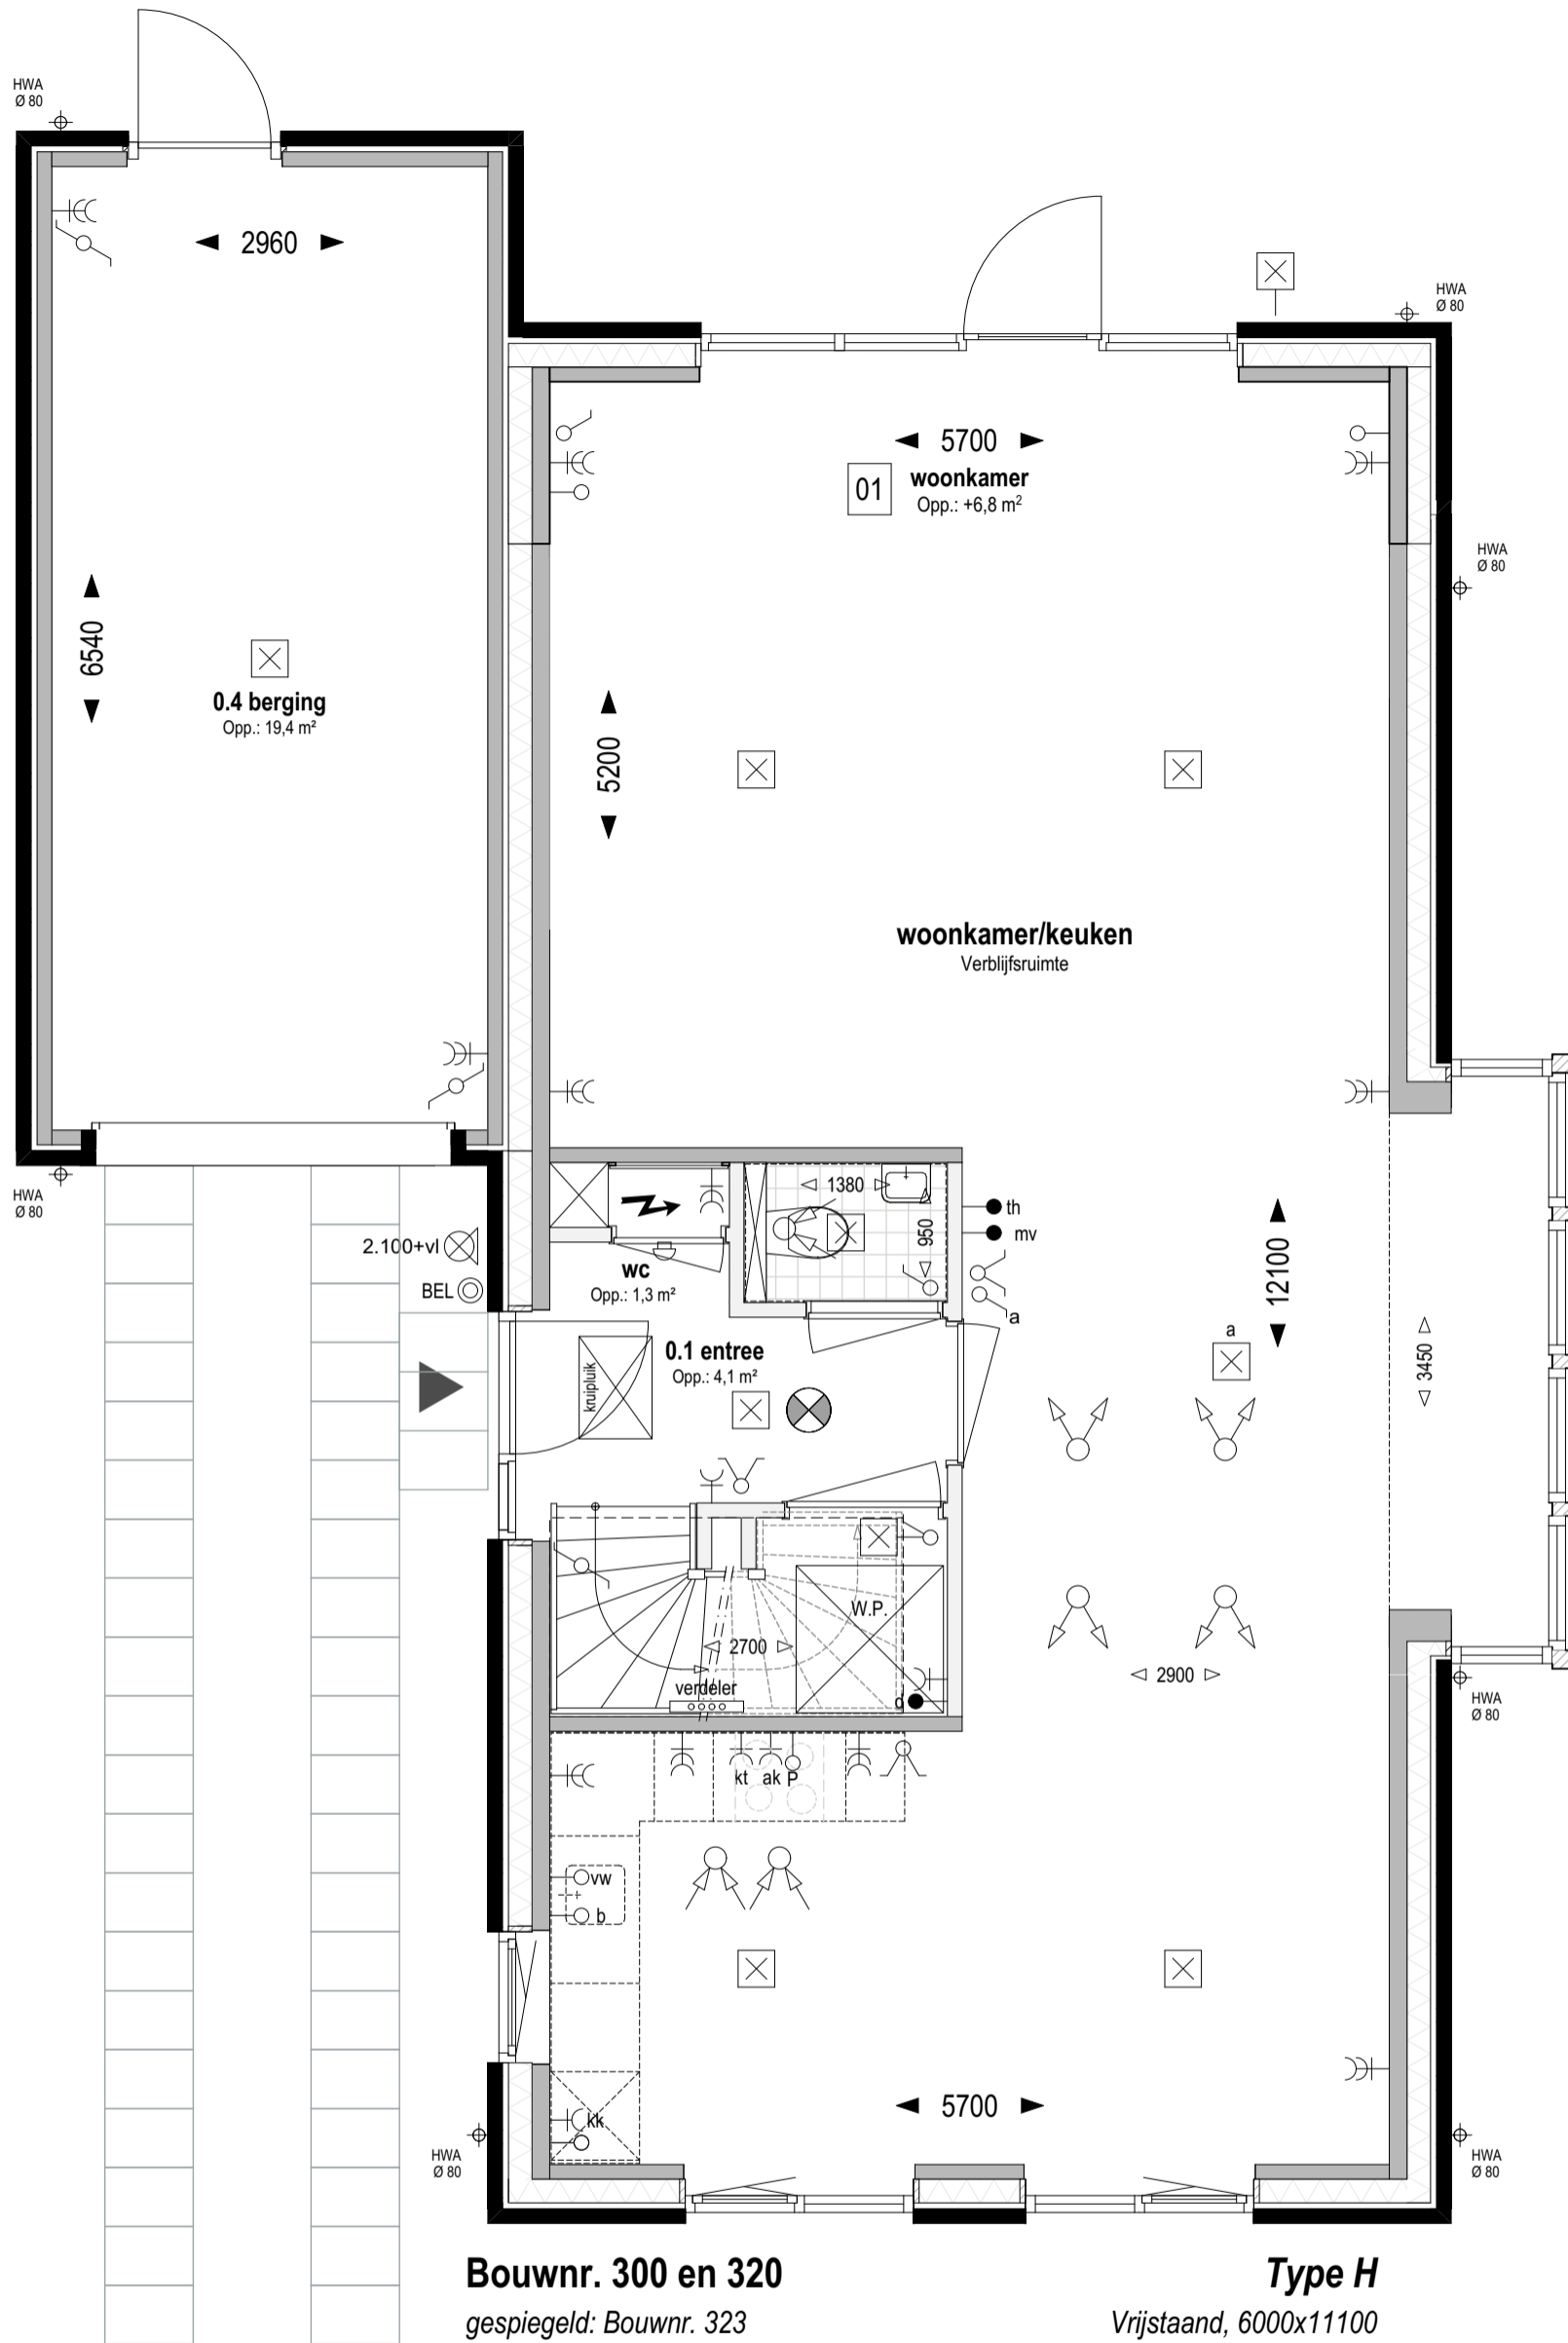 HWA
Ø 80
2960
HWA
Ø 80
5700
01
woonkamer
Opp.: +6,8 m²
HWA
Ø 80
6540
0.4 berging
Opp.: 19,4 m²
5200
woonkamer/keuken
Verblijfsruimte
HWA
Ø 80
1380
950
th
mv
2.100+vl
BEL
wc
Opp.: 1,3 m²
12100
a
a
3450
kruipluik
0.1 entree
Opp.: 4,1 m²
W.P.
2700
2900
verdeler
d
HWA
Ø 80
kt
ak
P
vw
b
5700
kk
HWA
Ø 80
HWA
Ø 80
Bouwnr. 300 en 320
Type H
gespiegeld: Bouwnr. 323
Vrijstaand, 6000x11100